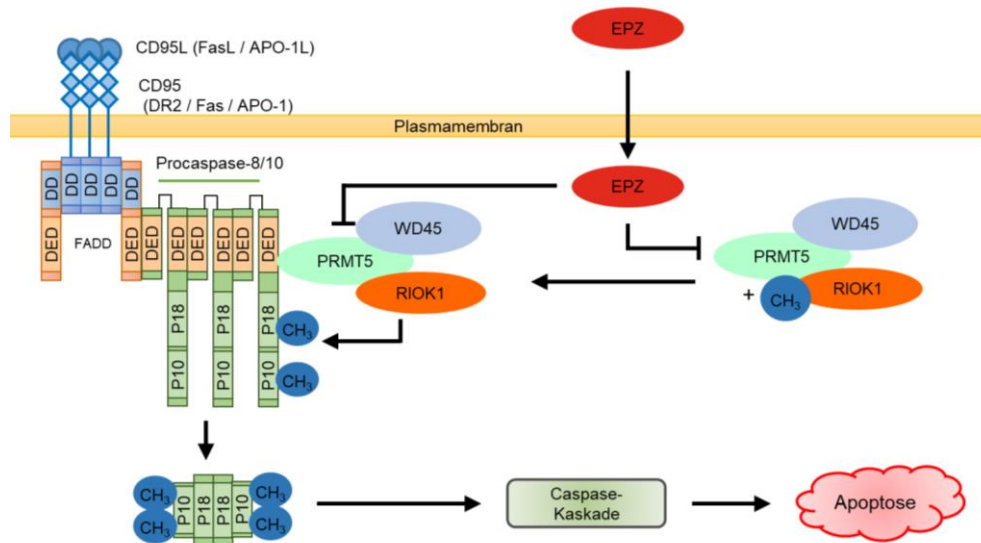 CD95L (FasL / APO-1L)
CD95
(DR2 / Fas / APO-1)
EPZ
Plasmamembran
Procaspase-8/10
EPZ
DD
DD
DD
DD
DD
DED
FADD
DED
DED
DED
DED
DED
DED
DED
WD45
PRMT5
RIOK1
WD45
PRMT5
+
CH₃
RIOK1
P18
P18
P18
CH₃
P10
P10
P10
CH₃
CH₃
CH₃
P10
P18
P18
P10
CH₃
CH₃
Caspase-
Kaskade
Apoptose